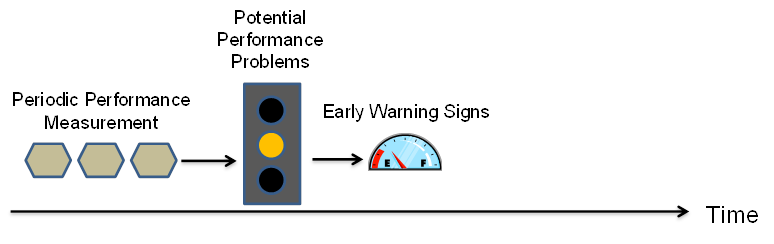 Potential
Performance
Problems
Periodic Performance
Measurement
Early Warning Signs
E F
Time